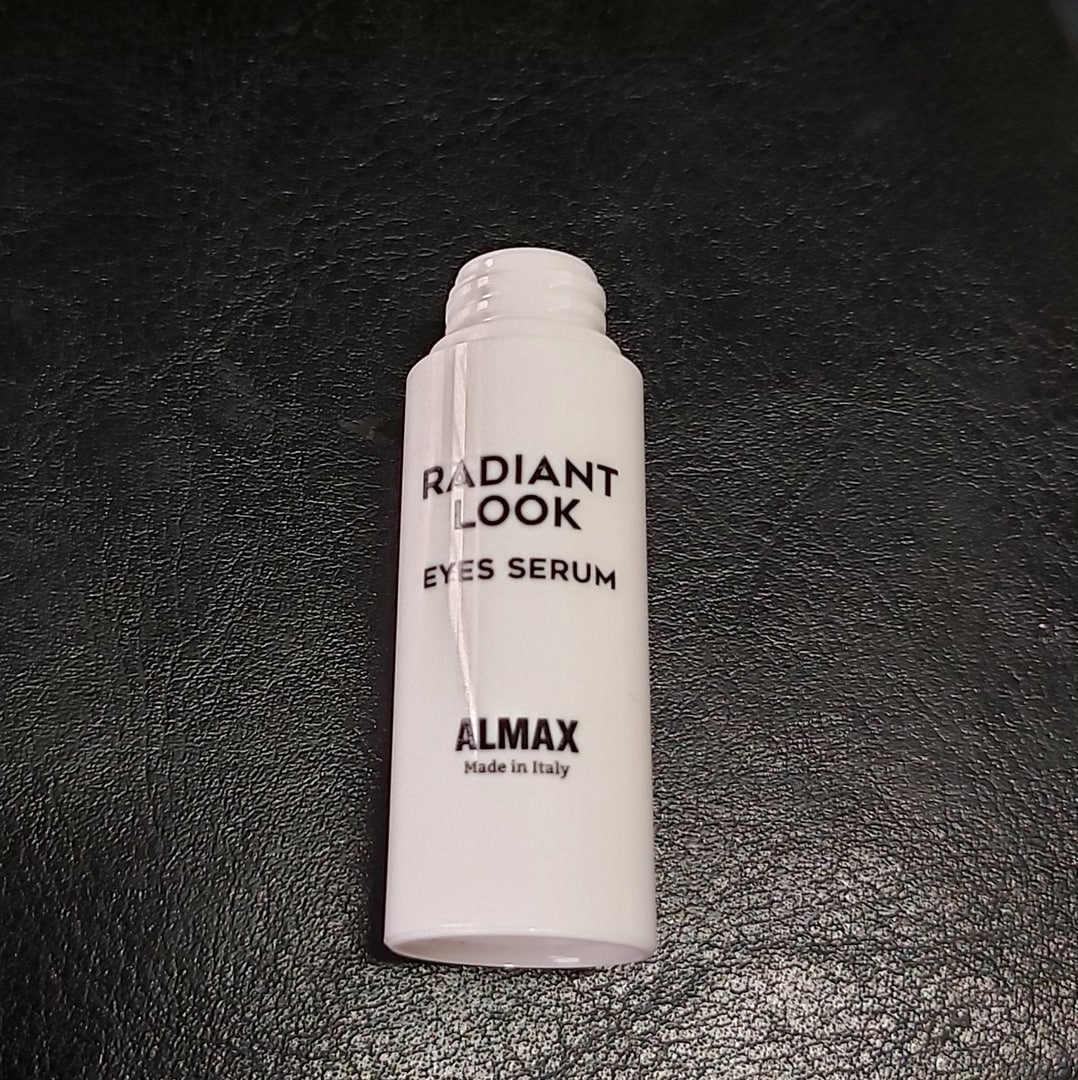 RADIANT
LOOK
EYES SERUM
ALMAX
Made in Italy